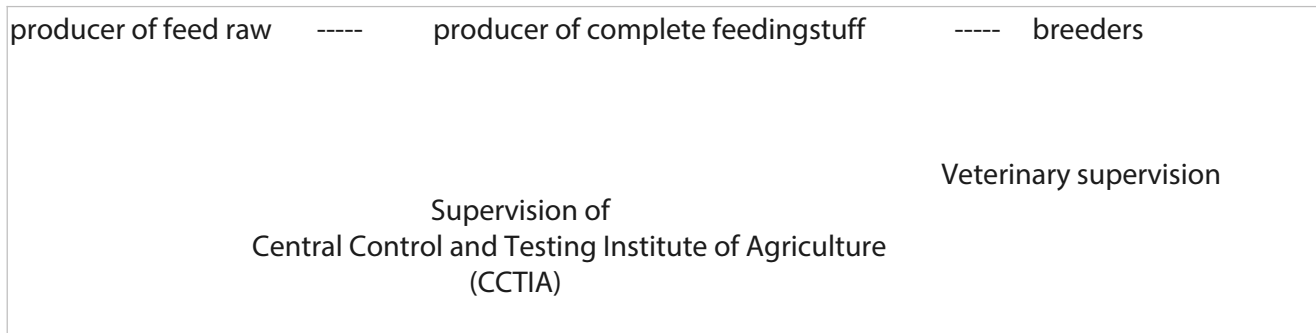 producer of feed raw ----- producer of complete feedingstuff ----- breeders
Veterinary supervision
Supervision of
Central Control and Testing Institute of Agriculture
(CCTIA)